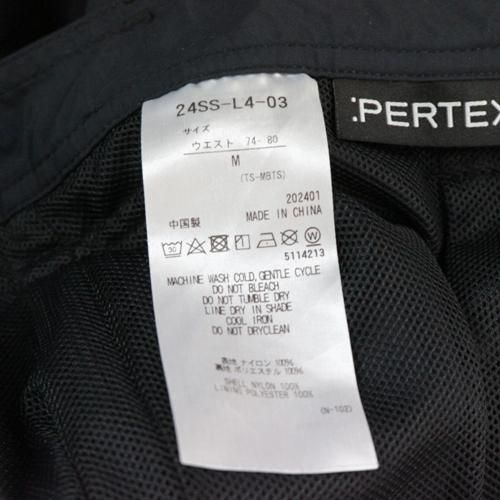 24SS-L4-03
サイズ
ウエスト 74-80
M
(TS-MBTS)
202401
中国製 MADE IN CHINA
5114213
MACHINE WASH COLD, GENTLE CYCLE
DO NOT BLEACH
DO NOT TUMBLE DRY
LINE DRY IN SHADE
COOL IRON
DO NOT DRYCLEAN
表地 ナイロン 100%
裏地 ポリエステル 100%
SHELL NYLON 100%
LINING POLYESTER 100%
(N-102)
:PERTEX